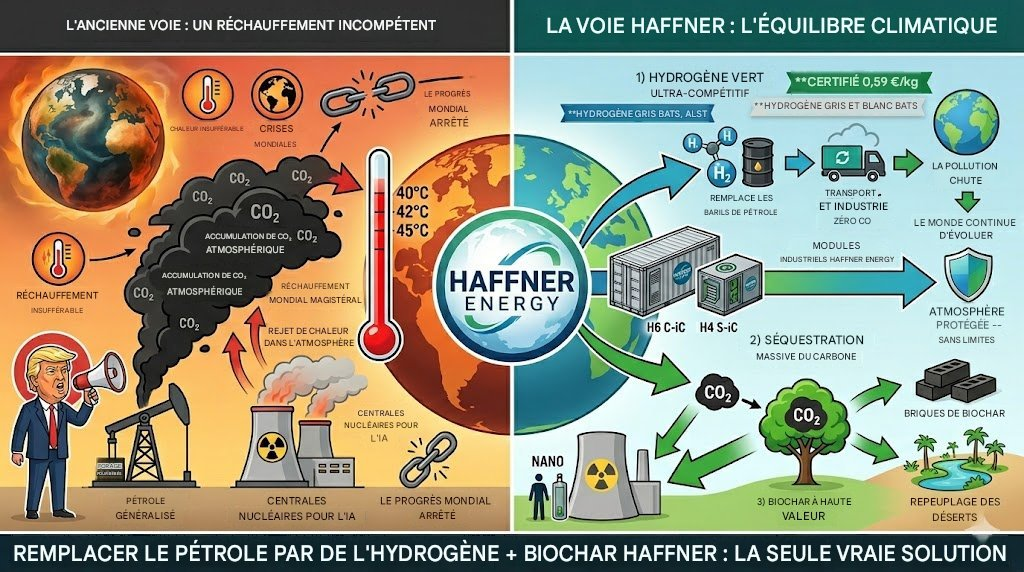 L'ANCIENNE VOIE : UN RÉCHAUFFEMENT INCOMPÉTENT
CHALEUR INSUFFÉRABLE
CRISES
MONDIALES
LE PROGRÈS
MONDIAL
ARRÊTÉ
CO₂
CO₂
CO₂
CO₂
ACCUMULATION DE CO₂
ATMOSPHÉRIQUE
CO₂
ACCUMULATION DE CO₂
ATMOSPHÉRIQUE
CO₂
CO₂
40°C
42°C
45°C
RÉCHAUFFEMENT
INSUFFÉRABLE
RÉCHAUFFEMENT
MONDIAL MAGISTÉRAL
REJET DE CHALEUR
DANS L'ATMOSPHÈRE
CENTRALES
NUCLÉAIRES POUR
L'IA
PÉTROLE
GÉNÉRALISÉ
CENTRALES
NUCLÉAIRES POUR L'IA
LE PROGRÈS MONDIAL
ARRÊTÉ
HAFFNER
ENERGY
LA VOIE HAFFNER : L'ÉQUILIBRE CLIMATIQUE
1) HYDROGÈNE VERT
ULTRA-COMPÉTITIF
**CERTIFIÉ 0,59 €/kg
**HYDROGÈNE GRIS BATS, ALST
**HYDROGÈNE GRIS ET BLANC BATS
H₂
REMPLACE LES
BARILS DE PÉTROLE
TRANSPORT
ET INDUSTRIE
ZÉRO CO
LA POLLUTION
CHUTE
LE MONDE CONTINUE
D'ÉVOLUER
MODULES
INDUSTRIELS HAFFNER ENERGY
H6 C-iC
H4 S-iC
ATMOSPHÈRE
PROTÉGÉE --
SANS LIMITES
2) SÉQUESTRATION
MASSIVE DU CARBONE
CO₂
CO₂
BRIQUES DE BIOCHAR
NANO
3) BIOCHAR À HAUTE
VALEUR
REPEUPLAGE DES
DÉSERTS
REMPLACER LE PÉTROLE PAR DE L'HYDROGÈNE + BIOCHAR HAFFNER : LA SEULE VRAIE SOLUTION